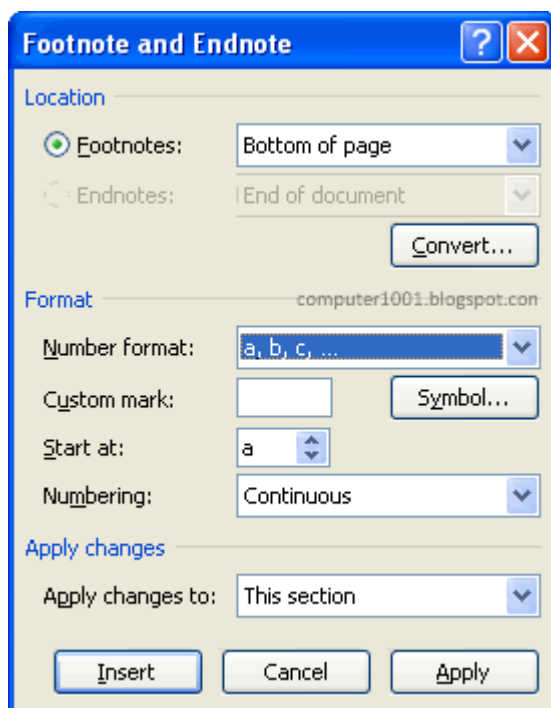 Footnote and Endnote
Location
Footnotes: Bottom of page
Endnotes: End of document
Convert...
Format computer1001.blogspot.con
Number format: a, b, c, ...
Custom mark: Symbol...
Start at: a
Numbering: Continuous
Apply changes
Apply changes to: This section
Insert Cancel Apply